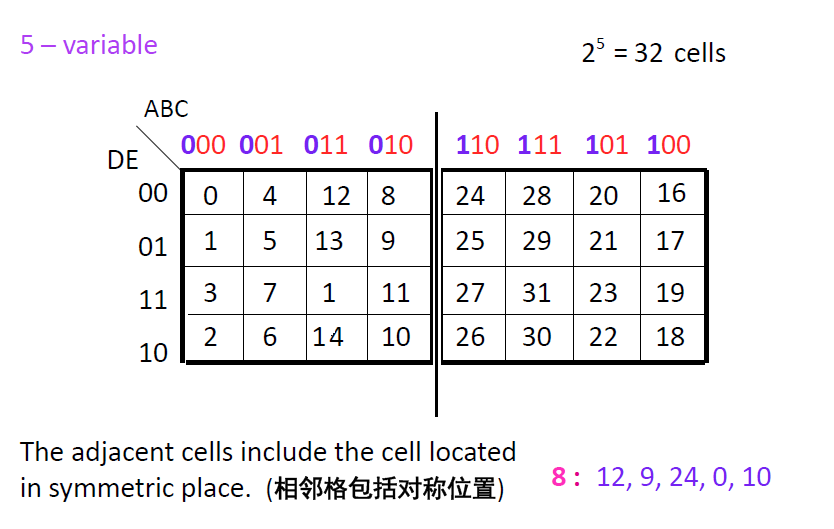 5 – variable
2⁵ = 32 cells
ABC
DE
000 001 011 010 110 111 101 100
00 0 4 12 8 24 28 20 16
01 1 5 13 9 25 29 21 17
11 3 7 1 11 27 31 23 19
10 2 6 14 10 26 30 22 18
The adjacent cells include the cell located
in symmetric place. (相邻格包括对称位置)
8 : 12, 9, 24, 0, 10